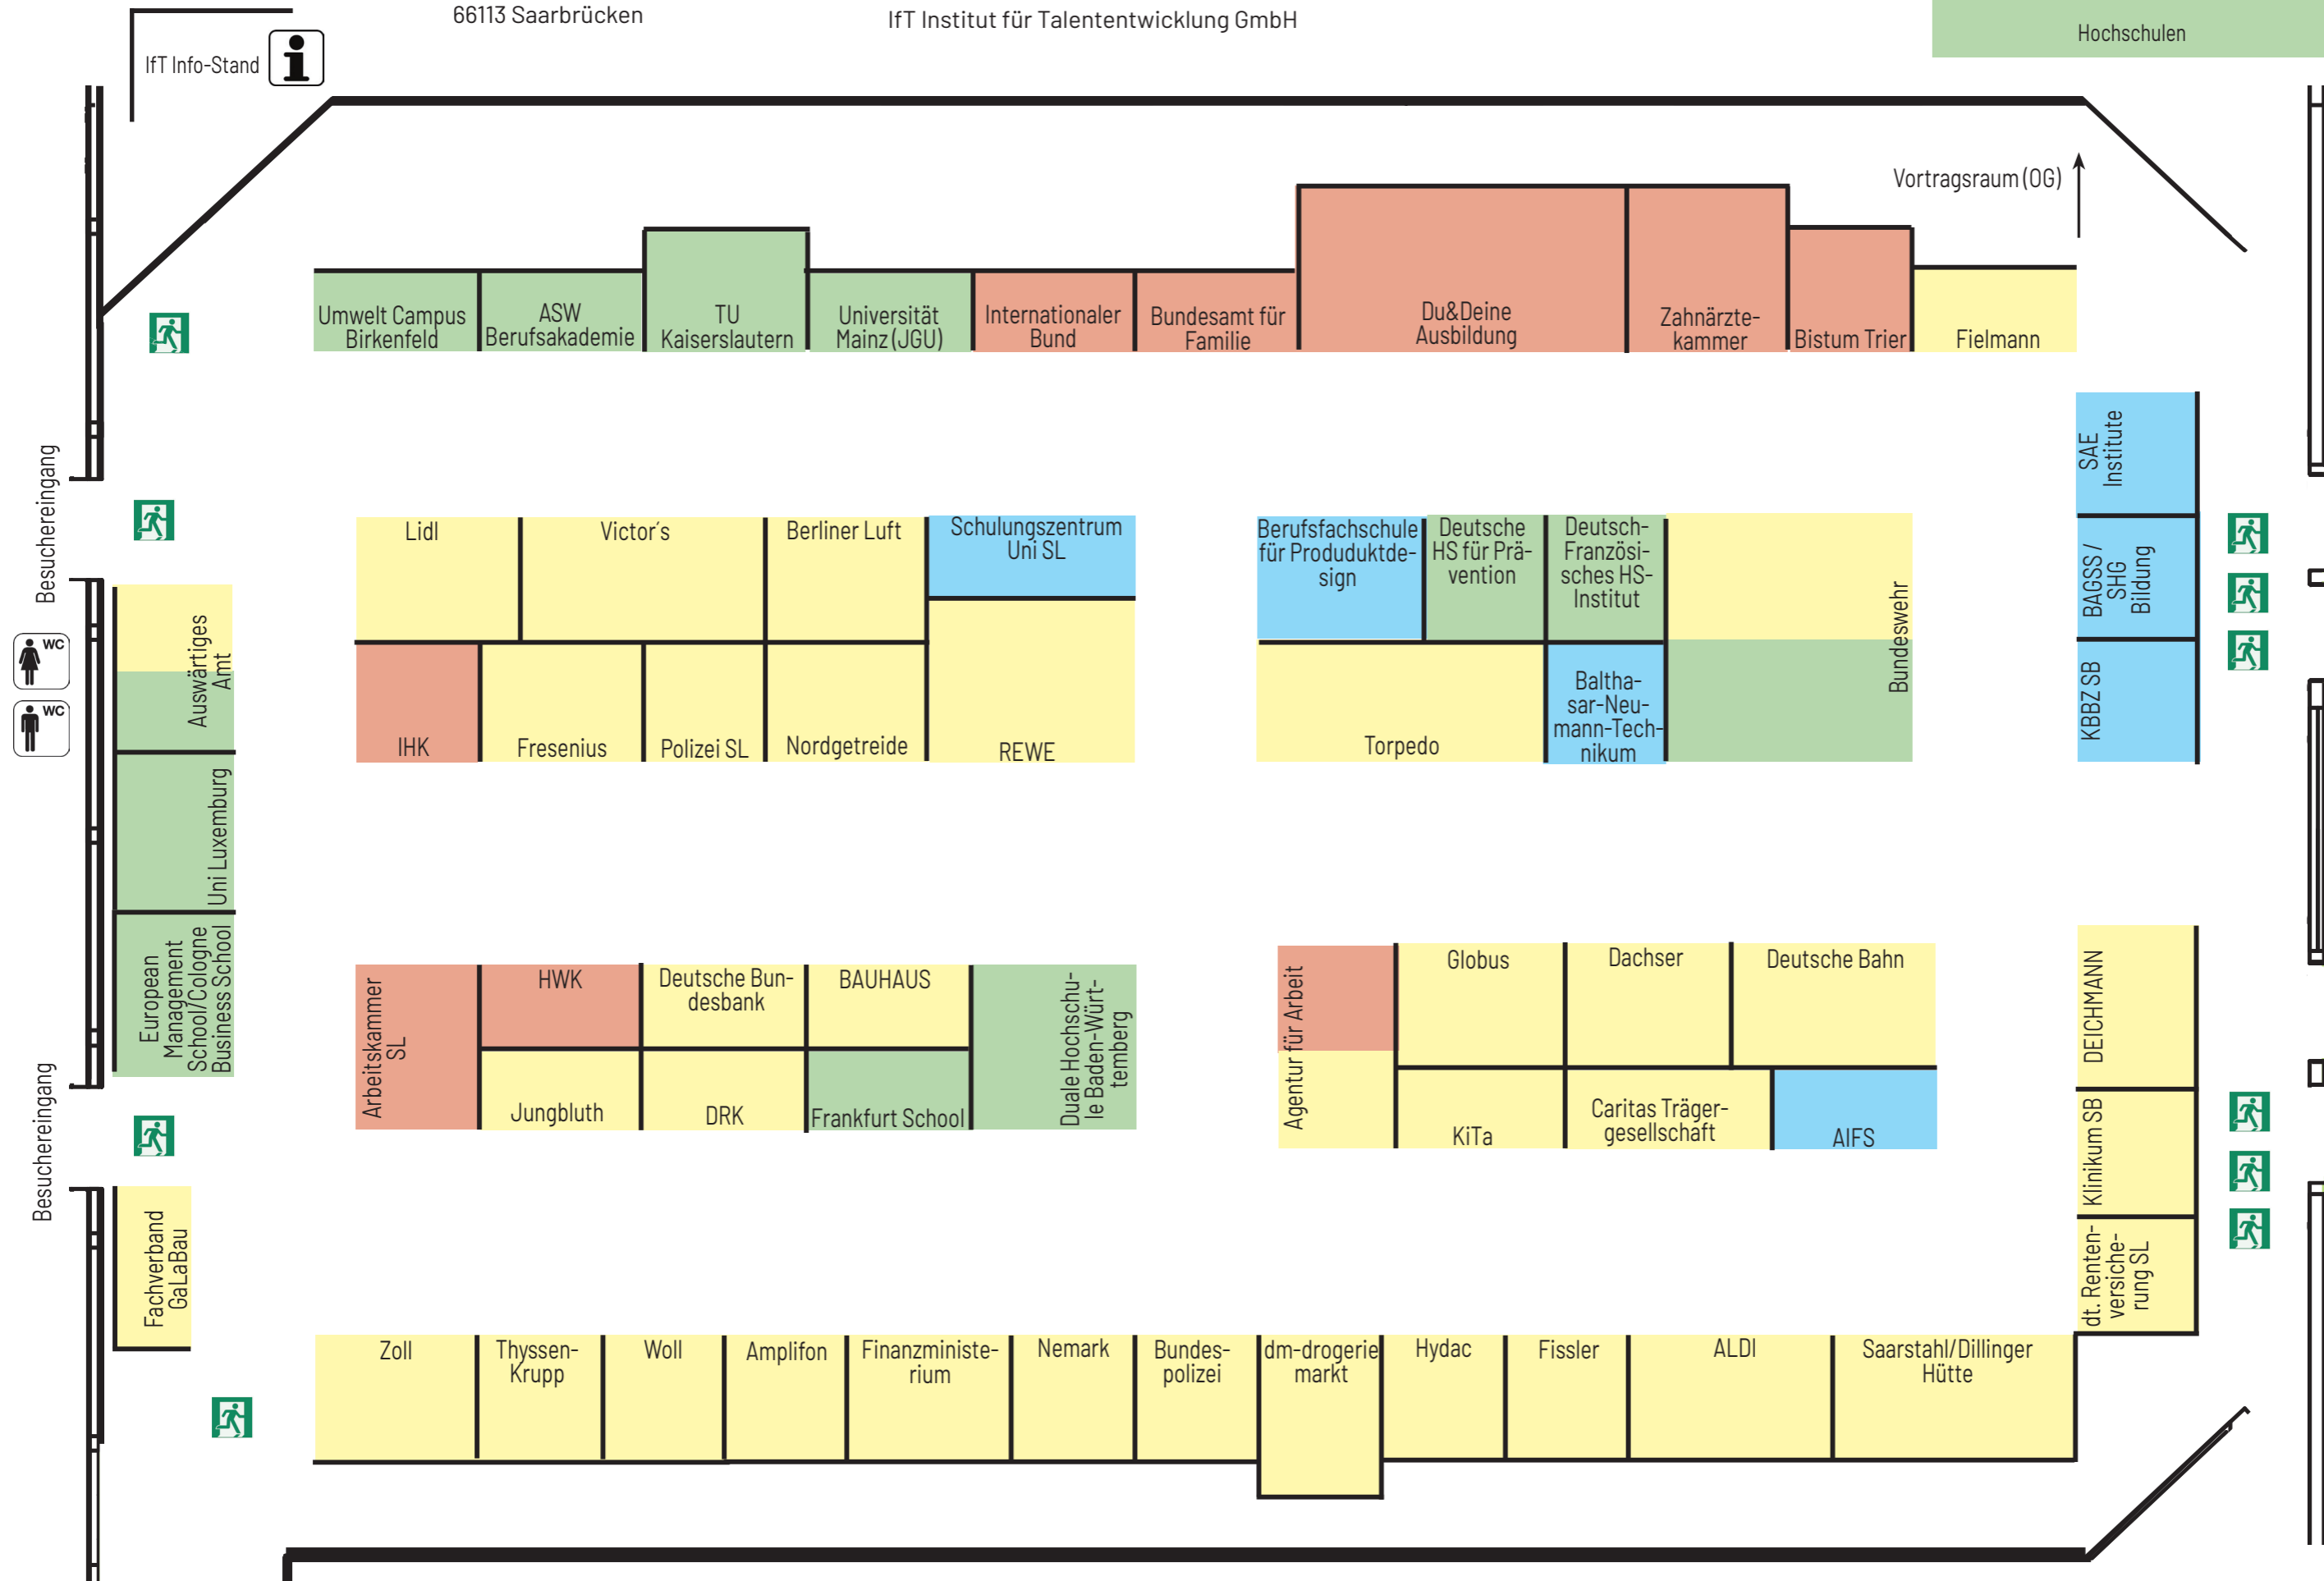 66113 Saarbrücken
IfT Institut für Talententwicklung GmbH
Hochschulen
IfT Info-Stand
Vortragsraum (OG)
Umwelt Campus
Birkenfeld
ASW
Berufsakademie
TU
Kaiserslautern
Universität
Mainz (JGU)
Internationaler
Bund
Bundesamt für
Familie
Du&Deine
Ausbildung
Zahnärzte-
kammer
Bistum Trier
Fielmann
SAE
Institute
BAGSS /
SHG
Bildung
KBBZ SB
Besuchereingang
WC
WC
Auswärtiges
Amt
Uni Luxemburg
European
Management
School/Cologne
Business School
Lidl
Victor´s
Berliner Luft
Schulungszentrum
Uni SL
IHK
Fresenius
Polizei SL
Nordgetreide
REWE
Berufsfachschule
für Produduktde-
sign
Deutsche
HS für Prä-
vention
Deutsch-
Französi-
sches HS-
Institut
Bundeswehr
Torpedo
Baltha-
sar-Neu-
mann-Tech-
nikum
Arbeitskammer
SL
HWK
Deutsche Bun-
desbank
BAUHAUS
Duale Hochschu-
le Baden-Würt-
temberg
Jungbluth
DRK
Frankfurt School
Agentur für Arbeit
Globus
Dachser
Deutsche Bahn
KiTa
Caritas Träger-
gesellschaft
AIFS
DEICHMANN
Klinikum SB
dt. Renten-
versiche-
rung SL
Besuchereingang
Fachverband
GaLaBau
Zoll
Thyssen-
Krupp
Woll
Amplifon
Finanzministe-
rium
Nemark
Bundes-
polizei
dm-drogerie
markt
Hydac
Fissler
ALDI
Saarstahl/Dillinger
Hütte